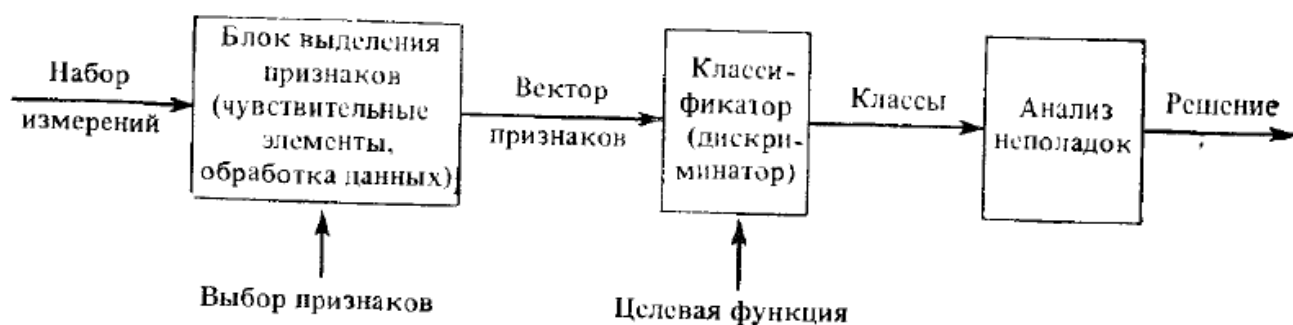 Набор
измерений
Блок выделения
признаков
(чувствительные
элементы,
обработка данных)
Выбор признаков
Вектор
признаков
Класси-
фикатор
(дискри-
минатор)
Целевая функция
Классы
Анализ
неполадок
Решение